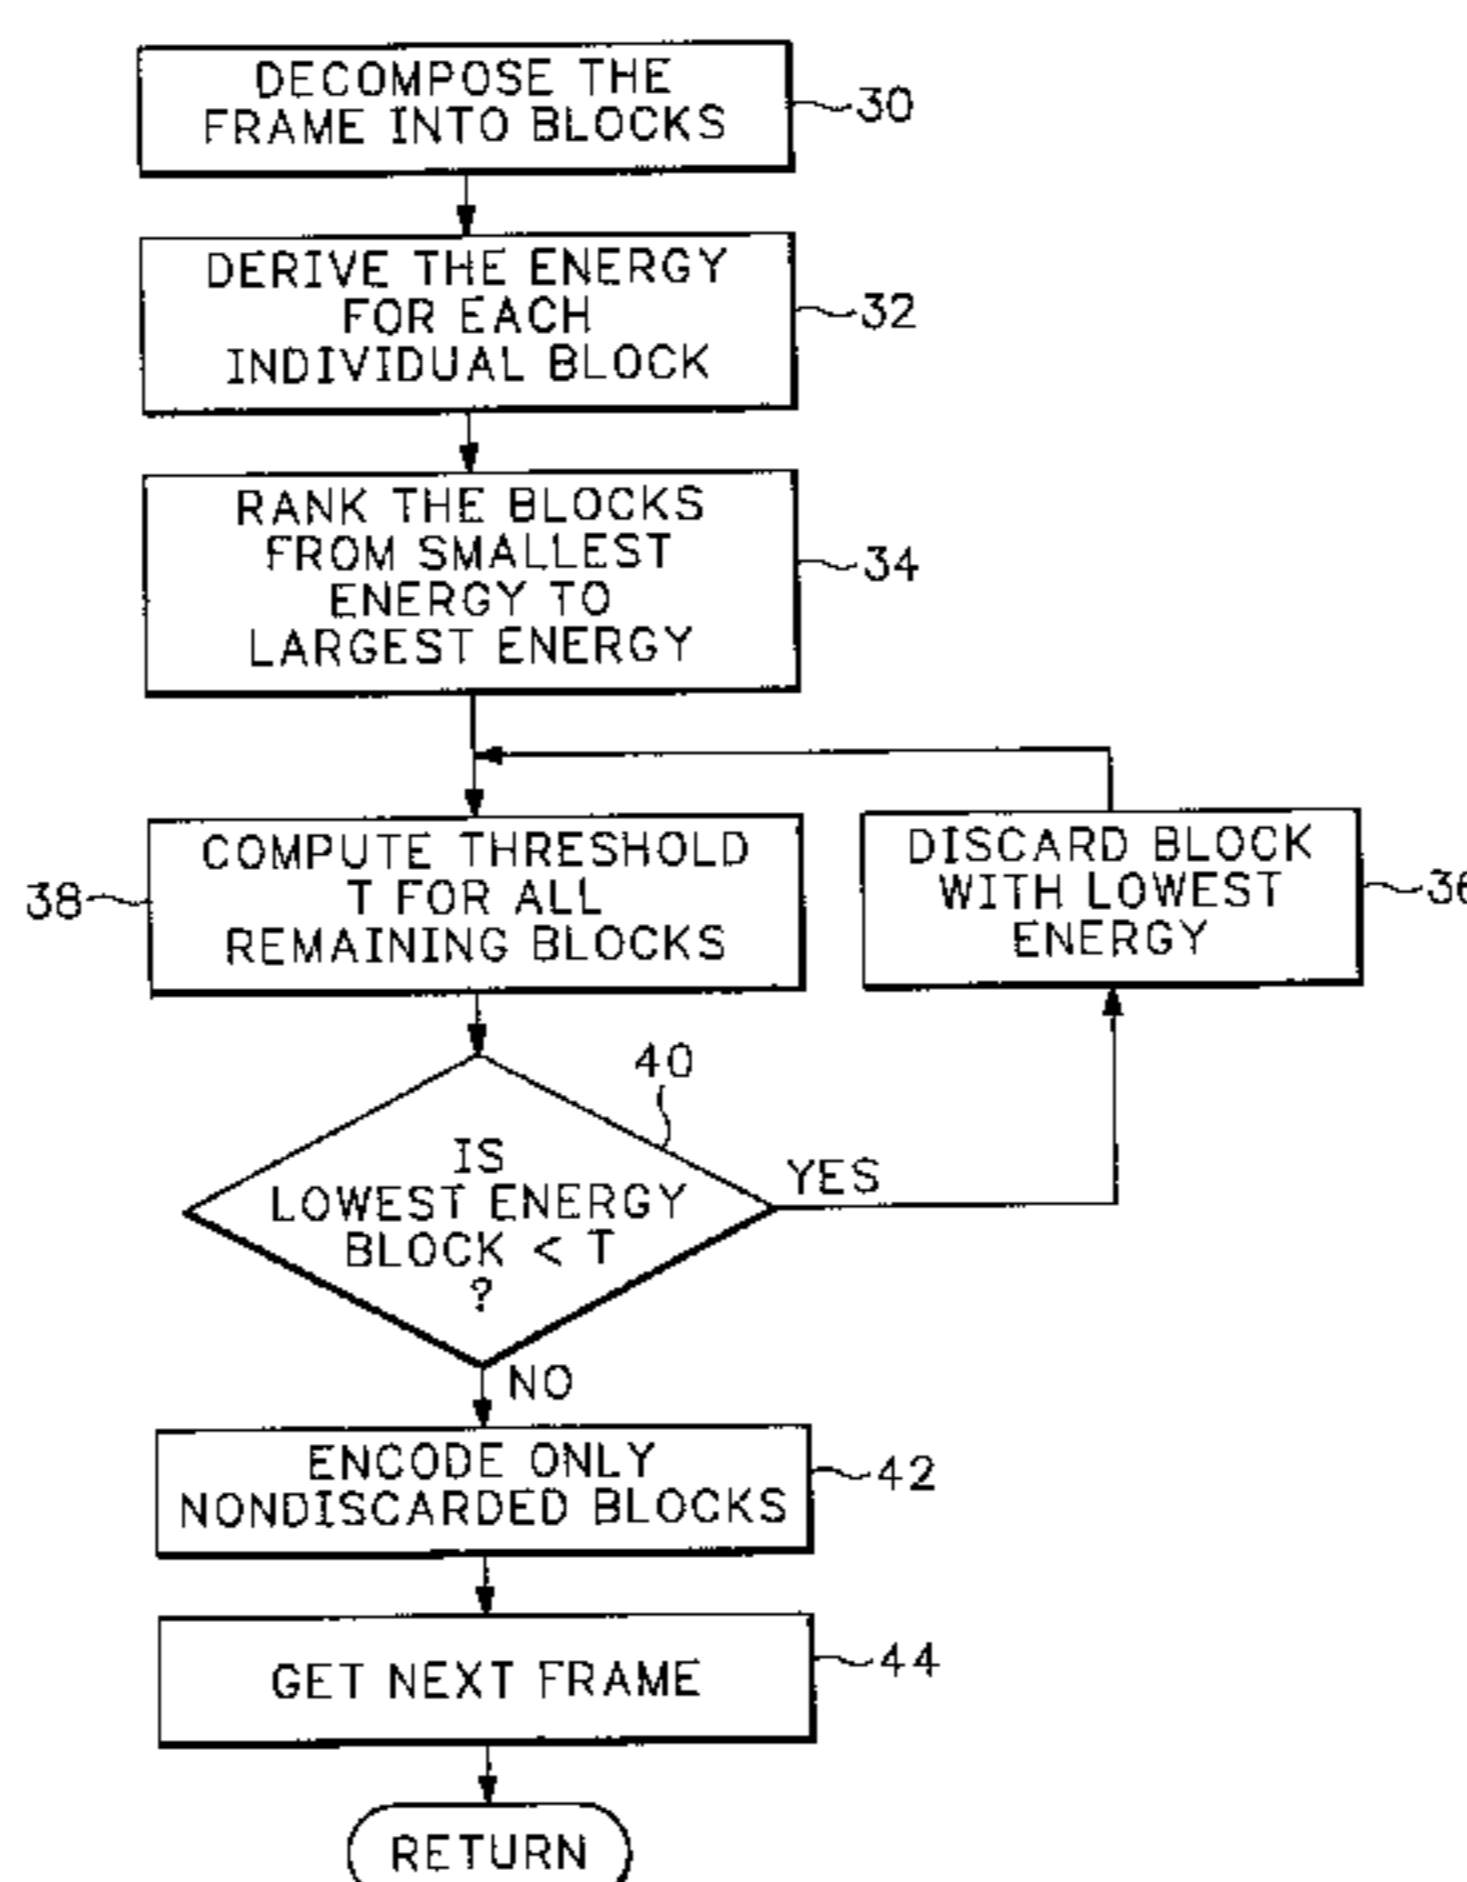 DECOMPOSE THE
FRAME INTO BLOCKS
30
DERIVE THE ENERGY
FOR EACH
INDIVIDUAL BLOCK
32
RANK THE BLOCKS
FROM SMALLEST
ENERGY TO
LARGEST ENERGY
34
38
COMPUTE THRESHOLD
T FOR ALL
REMAINING BLOCKS
DISCARD BLOCK
WITH LOWEST
ENERGY
36
40
IS
LOWEST ENERGY
BLOCK < T
?
YES
NO
ENCODE ONLY
NONDISCARDED BLOCKS
42
GET NEXT FRAME
44
RETURN